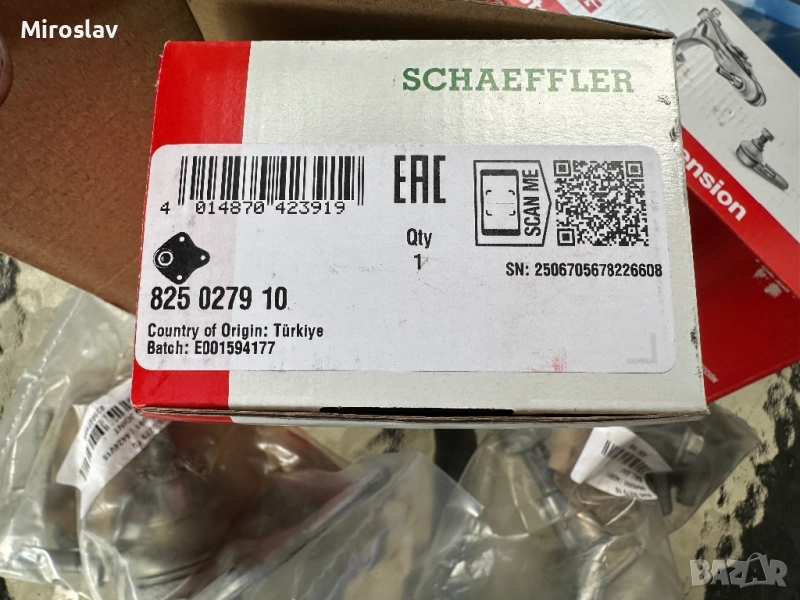 Miroslav
SCHAEFFLER
4 014870 423919
EAC
SCAN ME
Qty
1
SN: 2506705678226608
825 0279 10
Country of Origin: Türkiye
Batch: E001594177
BAZAR